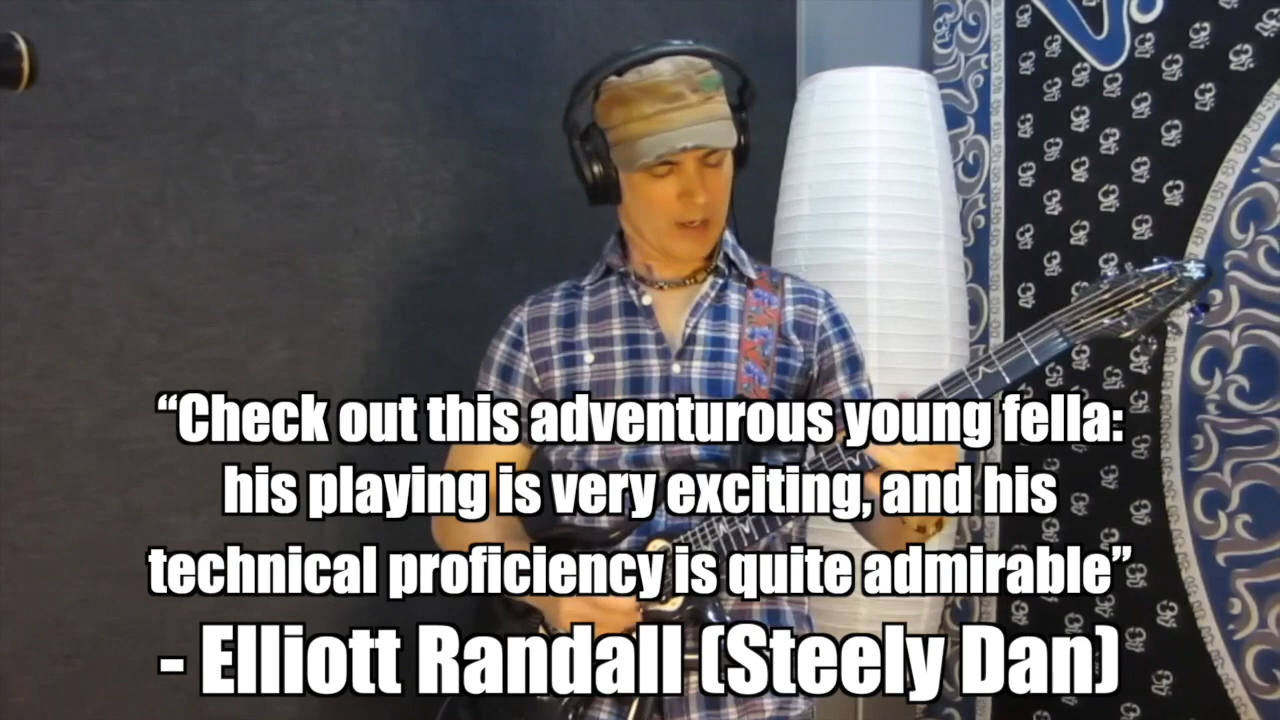 “Check out this adventurous young fella:
his playing is very exciting, and his
technical proficiency is quite admirable”
- Elliott Randall (Steely Dan)